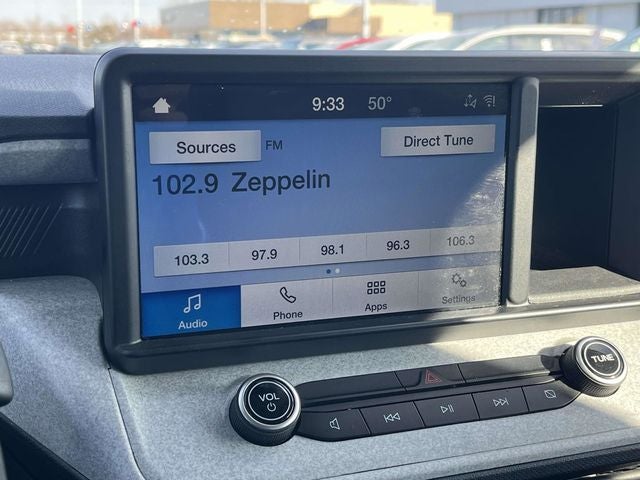 9:33 50°
Sources FM Direct Tune
102.9 Zeppelin
103.3 97.9 98.1 96.3 106.3
Audio Phone Apps Settings
VOL TUNE